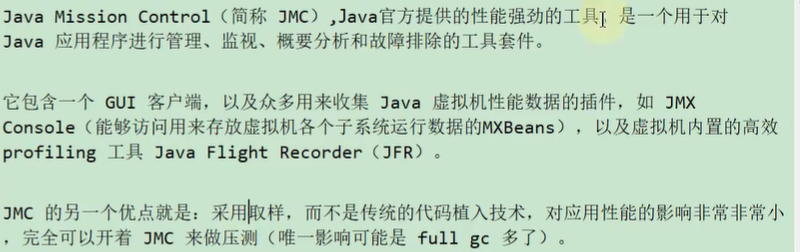 Java Mission Control（简称 JMC）,Java官方提供的性能强劲的工具，是一个用于对
Java 应用程序进行管理、监视、概要分析和故障排除的工具套件。
它包含一个 GUI 客户端，以及众多用来收集 Java 虚拟机性能数据的插件，如 JMX
Console（能够访问用来存放虚拟机各个子系统运行数据的MXBeans），以及虚拟机内置的高效
profiling 工具 Java Flight Recorder（JFR）。
JMC 的另一个优点就是：采用取样，而不是传统的代码植入技术，对应用性能的影响非常非常小
，完全可以开着 JMC 来做压测（唯一影响可能是 full gc 多了）。